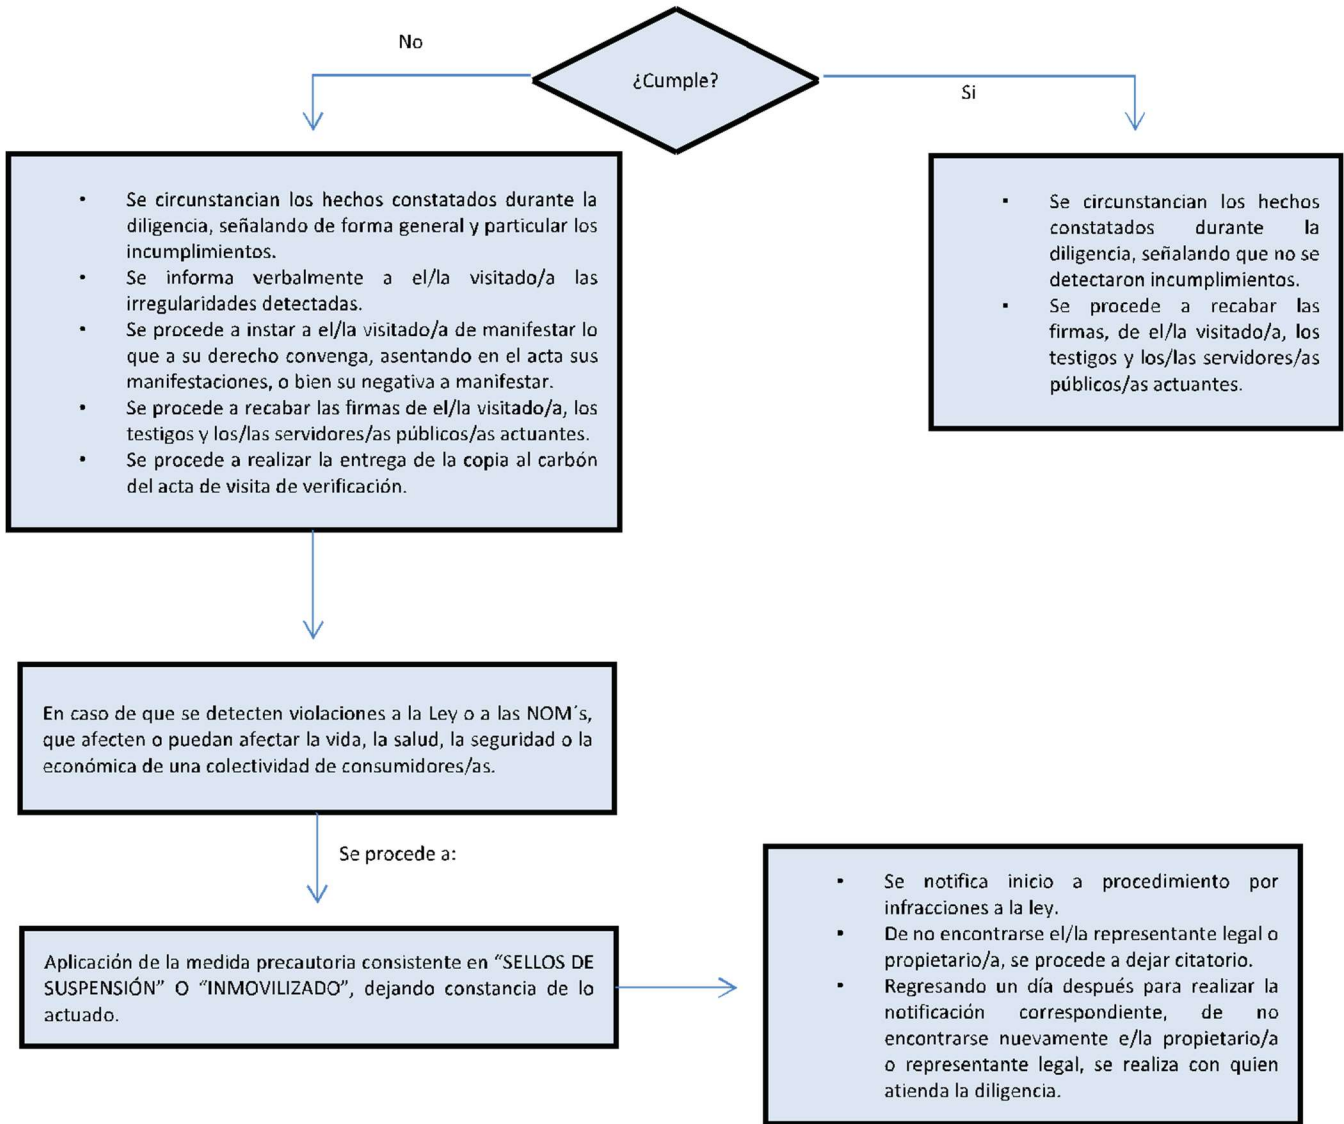 ¿Cumple?
No
Si
• Se circunstancian los hechos constatados durante la
diligencia, señalando de forma general y particular los
incumplimientos.
• Se informa verbalmente a el/la visitado/a las
irregularidades detectadas.
• Se procede a instar a el/la visitado/a de manifestar lo
que a su derecho convenga, asentando en el acta sus
manifestaciones, o bien su negativa a manifestar.
• Se procede a recabar las firmas de el/la visitado/a, los
testigos y los/las servidores/as públicos/as actuantes.
• Se procede a realizar la entrega de la copia al carbón
del acta de visita de verificación.
▪ Se circunstancian los hechos
constatados durante la
diligencia, señalando que no se
detectaron incumplimientos.
▪ Se procede a recabar las
firmas, de el/la visitado/a, los
testigos y los/las servidores/as
públicos/as actuantes.
En caso de que se detecten violaciones a la Ley o a las NOM´s,
que afecten o puedan afectar la vida, la salud, la seguridad o la
económica de una colectividad de consumidores/as.
Se procede a:
Aplicación de la medida precautoria consistente en “SELLOS DE
SUSPENSIÓN” O “INMOVILIZADO”, dejando constancia de lo
actuado.
• Se notifica inicio a procedimiento por
infracciones a la ley.
• De no encontrarse el/la representante legal o
propietario/a, se procede a dejar citatorio.
• Regresando un día después para realizar la
notificación correspondiente, de no
encontrarse nuevamente e/la propietario/a
o representante legal, se realiza con quien
atienda la diligencia.